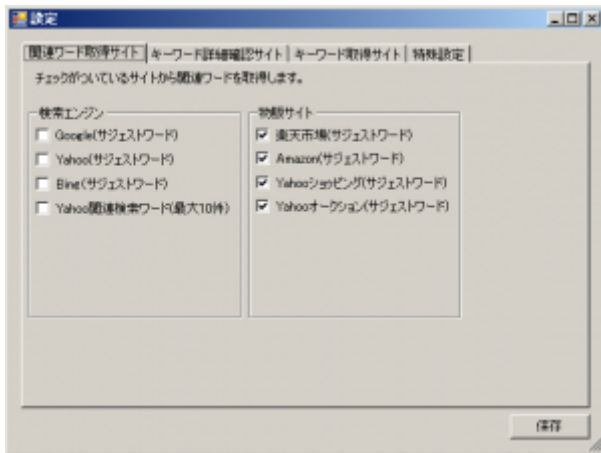 設定
関連ワード取得サイト キーワード詳細確認サイト キーワード取得サイト 特殊設定
チェックがついているサイトから関連ワードを取得します。
検索エンジン
Google(サジェストワード)
Yahoo(サジェストワード)
Bing(サジェストワード)
Yahoo関連検索ワード(最大10件)
物販サイト
楽天市場(サジェストワード)
Amazon(サジェストワード)
Yahooショッピング(サジェストワード)
Yahooオークション(サジェストワード)
保存